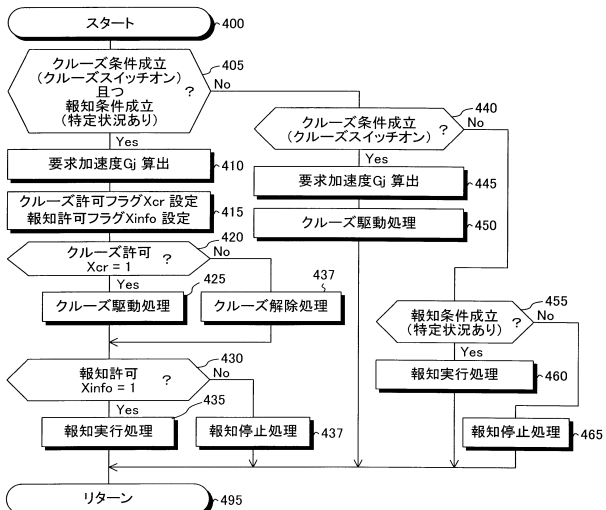 スタート
400
クルーズ条件成立
(クルーズスイッチオン)
且つ
報知条件成立
(特定状況あり)
?
405
No
Yes
要求加速度Gj 算出
410
クルーズ許可フラグXcr 設定
報知許可フラグXinfo 設定
415
クルーズ許可
Xcr = 1
?
420
No
Yes
クルーズ駆動処理
425
クルーズ解除処理
437
報知許可
Xinfo = 1
?
430
No
Yes
435
報知実行処理
報知停止処理
437
クルーズ条件成立
(クルーズスイッチオン)
?
440
No
Yes
要求加速度Gj 算出
445
クルーズ駆動処理
450
報知条件成立
(特定状況あり)
?
455
No
Yes
報知実行処理
460
報知停止処理
465
リターン
495